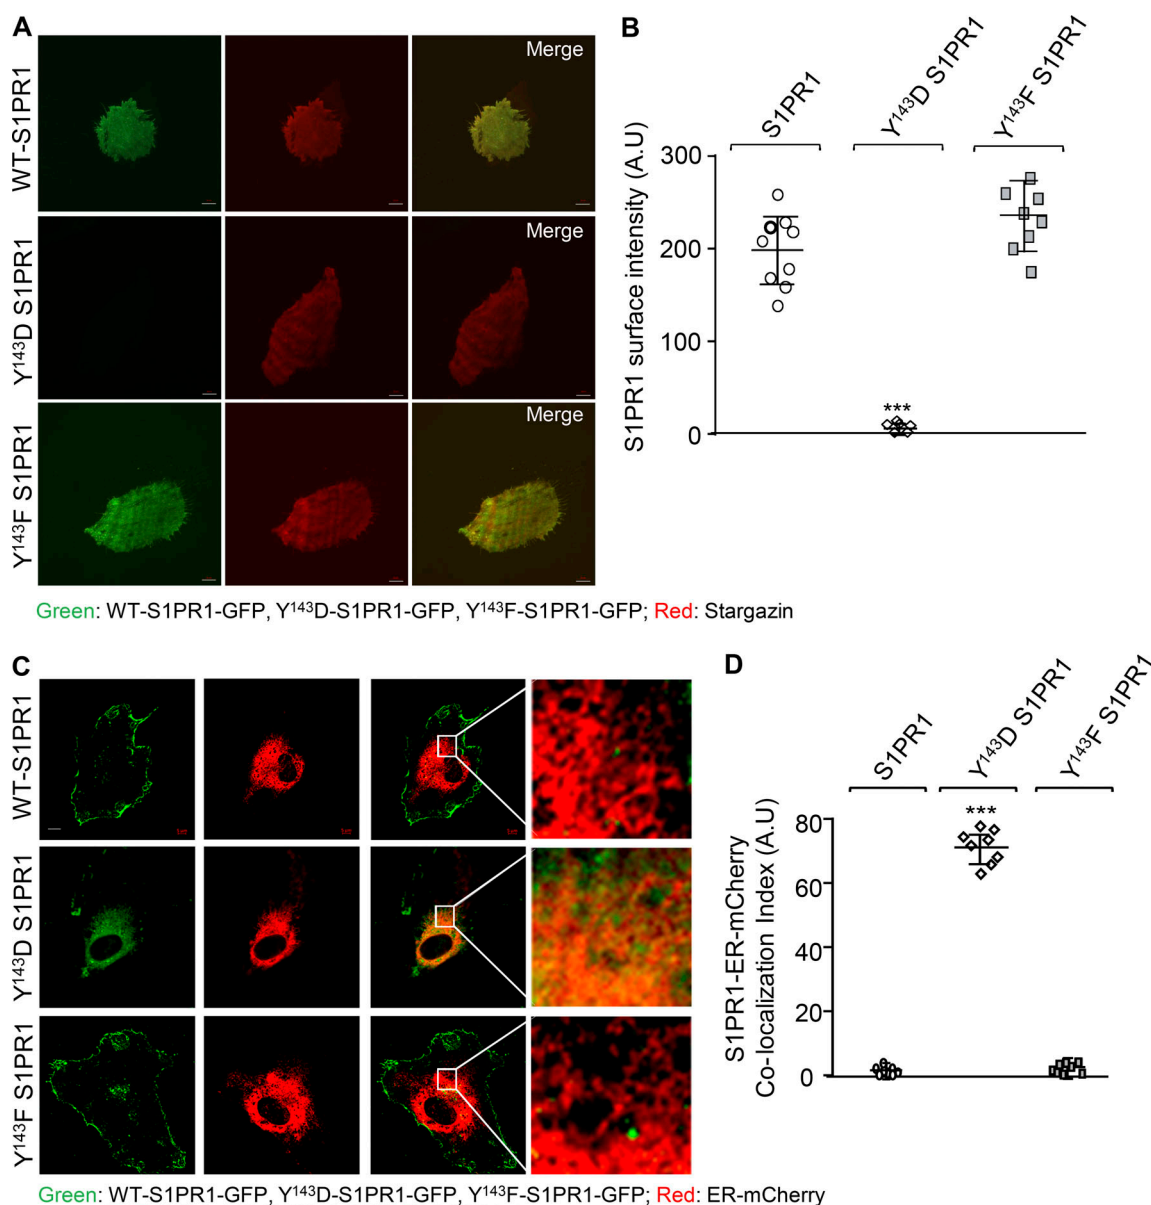 A
WT-S1PR1
Merge
Y¹⁴³D S1PR1
Merge
Y¹⁴³F S1PR1
Merge
Green: WT-S1PR1-GFP, Y¹⁴³D-S1PR1-GFP, Y¹⁴³F-S1PR1-GFP; Red: Stargazin
B
S1PR1
Y¹⁴³D S1PR1
Y¹⁴³F S1PR1
S1PR1 surface intensity (A.U)
300
200
100
0
***
C
WT-S1PR1
Y¹⁴³D S1PR1
Y¹⁴³F S1PR1
Green: WT-S1PR1-GFP, Y¹⁴³D-S1PR1-GFP, Y¹⁴³F-S1PR1-GFP; Red: ER-mCherry
D
S1PR1
Y¹⁴³D S1PR1
Y¹⁴³F S1PR1
S1PR1-ER-mCherry
Co-localization Index (A.U)
80
60
40
20
0
***